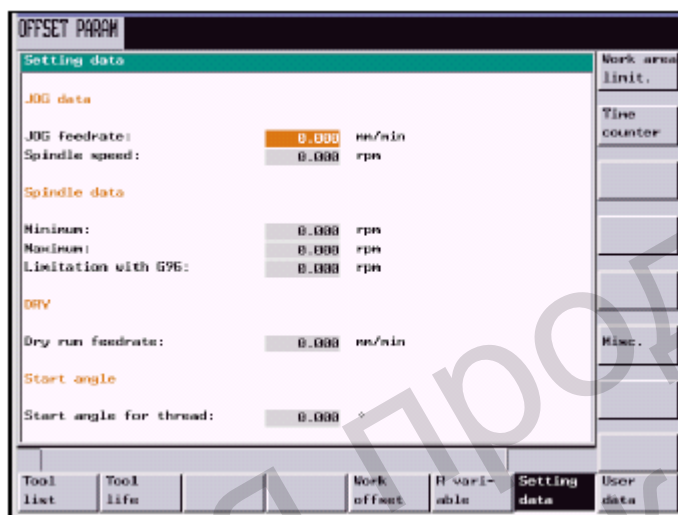 OFFSET PARAM
Setting data
JOG data
JOG feedrate: 0.000 mm/min
Spindle speed: 0.000 rpm
Spindle data
Minimum: 0.000 rpm
Maximum: 0.000 rpm
Limitation with G96: 0.000 rpm
DRY
Dry run feedrate: 0.000 mm/min
Start angle
Start angle for thread: 0.000 °
Work area
limit.
Time
counter
Misc.
Tool
list
Tool
life
Work
offset
R vari-
able
Setting
data
User
data
я прод